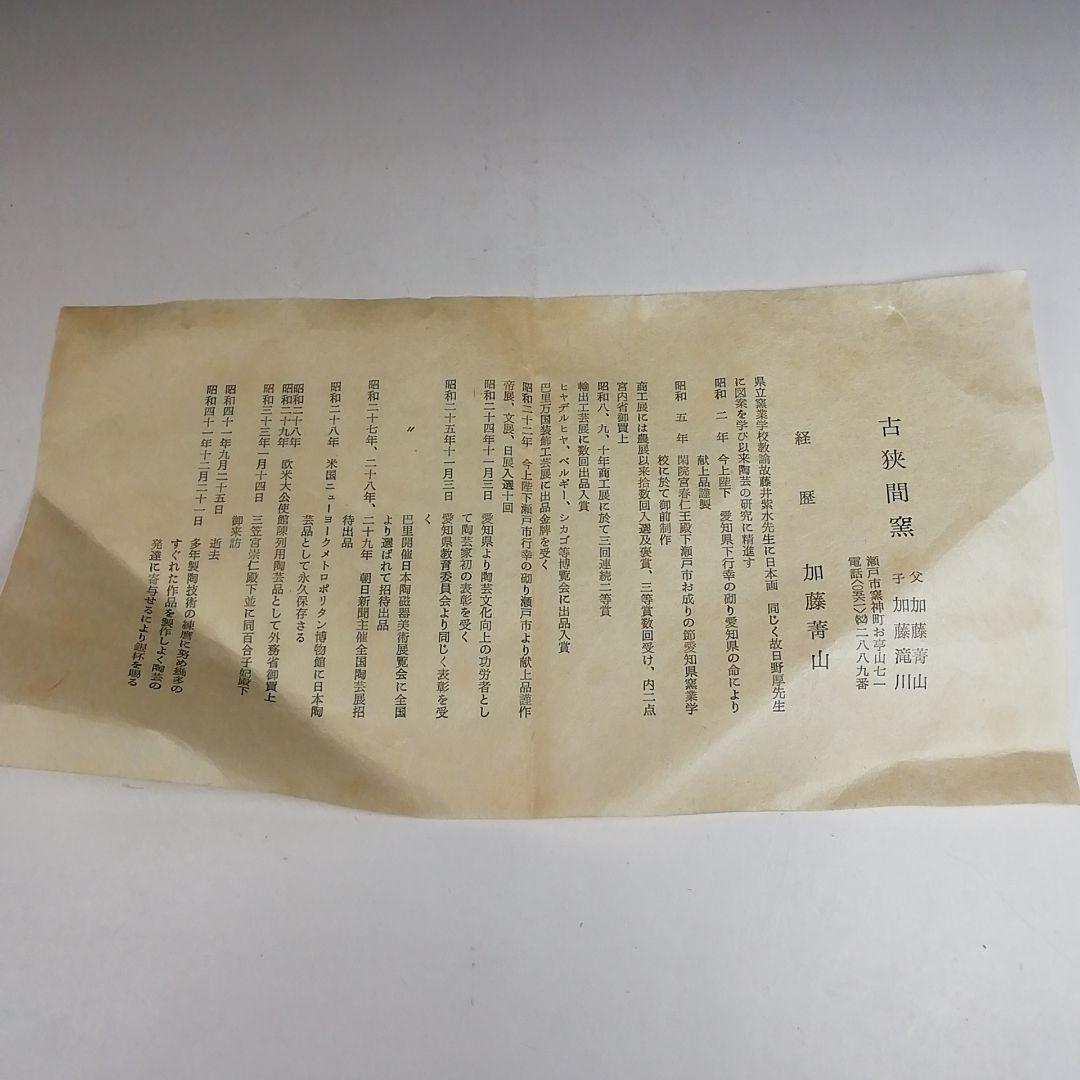 古狭間窯
父 加藤菁山
子 加藤滝川
瀬戸市窯神町お亭山七一
電話〈〇五六一〉〈82〉二八八九番
経歴 加藤菁山
県立窯業学校教諭故藤井紫水先生に日本画 同じく故日野厚先生
に図案を学び以来陶芸の研究に精進す
昭和 二 年 今上陛下 愛知県下行幸の砌り愛知県の命により
献上品謹製
昭和 五 年 閑院宮春仁王殿下瀬戸市お成りの節愛知県窯業学
校に於て御前制作
商工展には農展以来拾数回入選及褒賞、三等賞数回受け、内二点
宮内省御買上
昭和八、九、十年商工展に於て三回連続二等賞
輸出工芸展に数回出品入賞
ヒャデルヒャ、ベルギー、シカゴ等博覧会に出品入賞
巴里万国装飾工芸展に出品金牌を受く
昭和二十二年 今上陛下瀬戸市行幸の砌り瀬戸市より献上品謹作
帝展、文展、日展入選十回
昭和二十四年十一月三日 愛知県より陶芸文化向上の功労者とし
て陶芸家初の表彰を受く
昭和二十五年十一月三日 愛知県教育委員会より同じく表彰を受
く
〃 巴里開催日本陶磁器美術展覧会に全国
より選ばれて招待出品
昭和二十七年、二十八年、二十九年 朝日新聞主催全国陶芸展招
待出品
昭和二十八年 米国ニューヨークメトロポリタン博物館に日本陶
芸品として永久保存さる
昭和二十八年
昭和二十九年 欧米大公使館陳列用陶芸品として外務省御買上
昭和三十三年一月十四日 三笠宮崇仁殿下並に同百合子妃殿下
御来訪
昭和四十一年九月二十五日 逝去
昭和四十一年十二月二十一日 多年製陶技術の練磨に努め幾多の
すぐれた作品を製作しよく陶芸の
発達に寄与せるにより銀杯を賜る